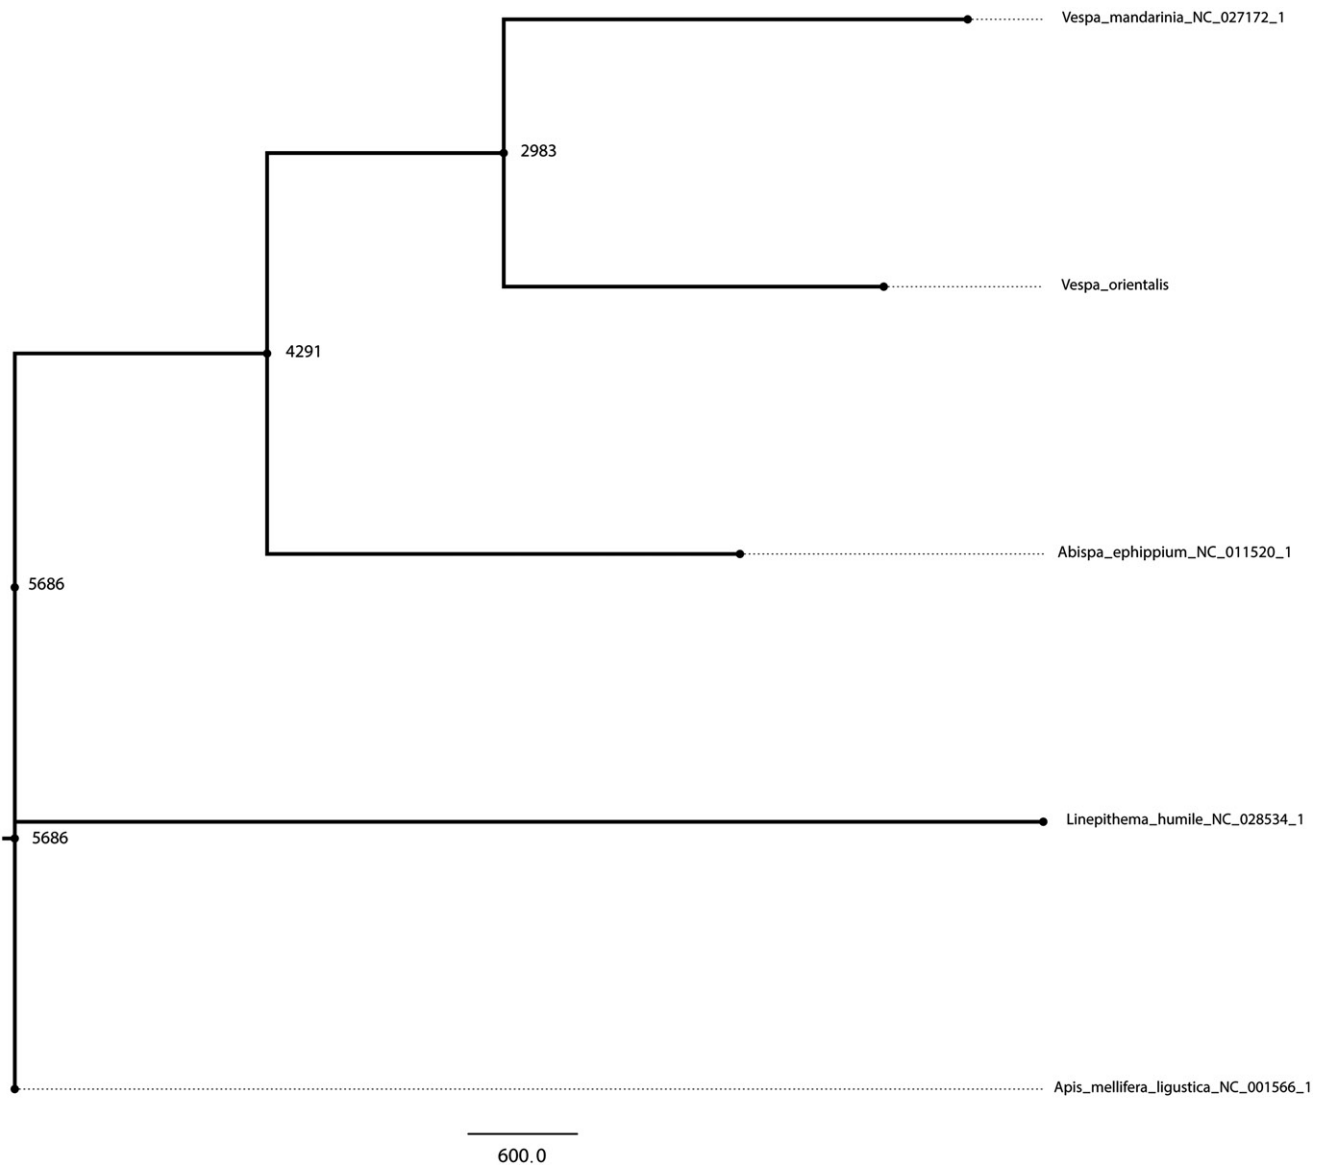 Vespa_mandarinia_NC_027172_1
2983
Vespa_orientalis
4291
Abispa_ephippium_NC_011520_1
5686
Linepithema_humile_NC_028534_1
5686
Apis_mellifera_ligustica_NC_001566_1
600.0